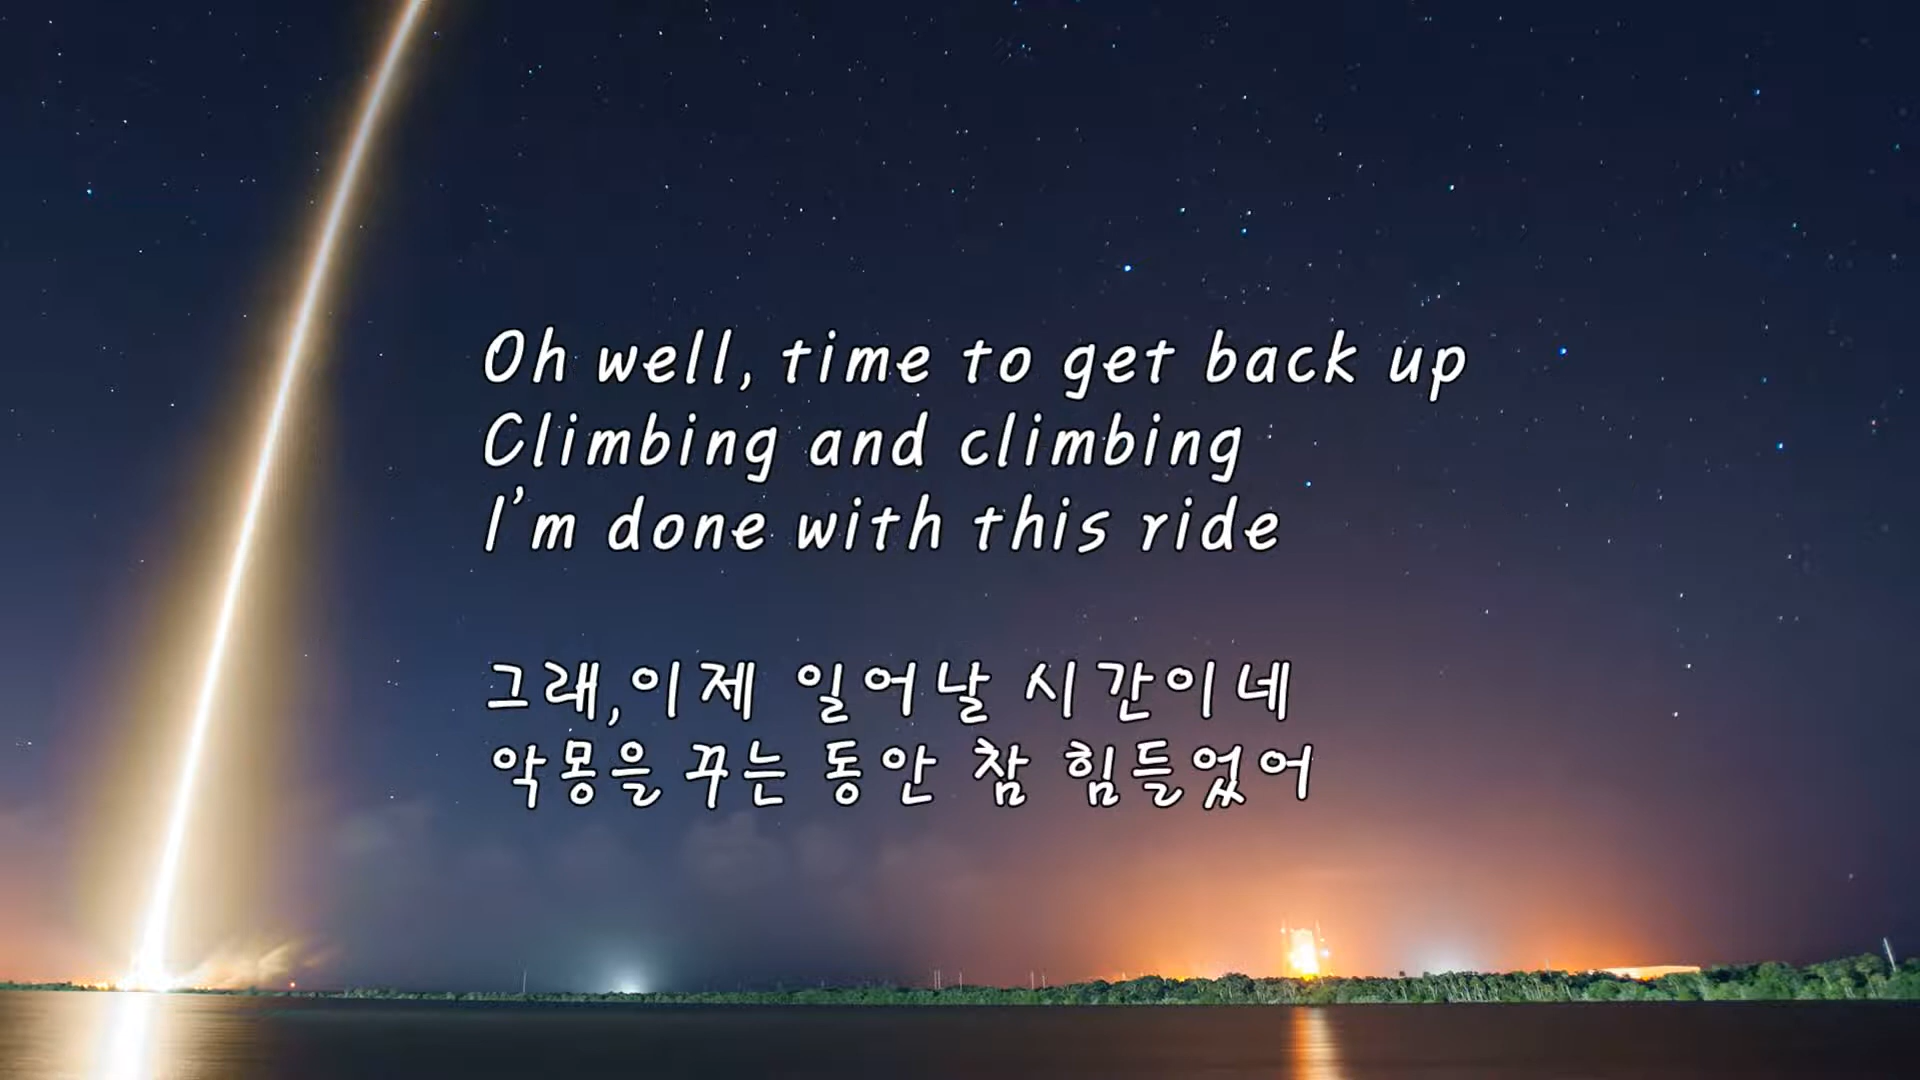 Oh well, time to get back up
Climbing and climbing
I'm done with this ride
그래,이제 일어날 시간이네
악몽을 꾸는 동안 참 힘들었어